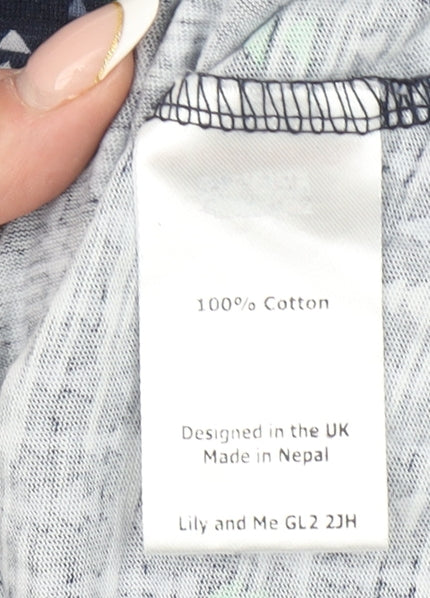 100% Cotton
Designed in the UK
Made in Nepal
Lily and Me GL2 2JH